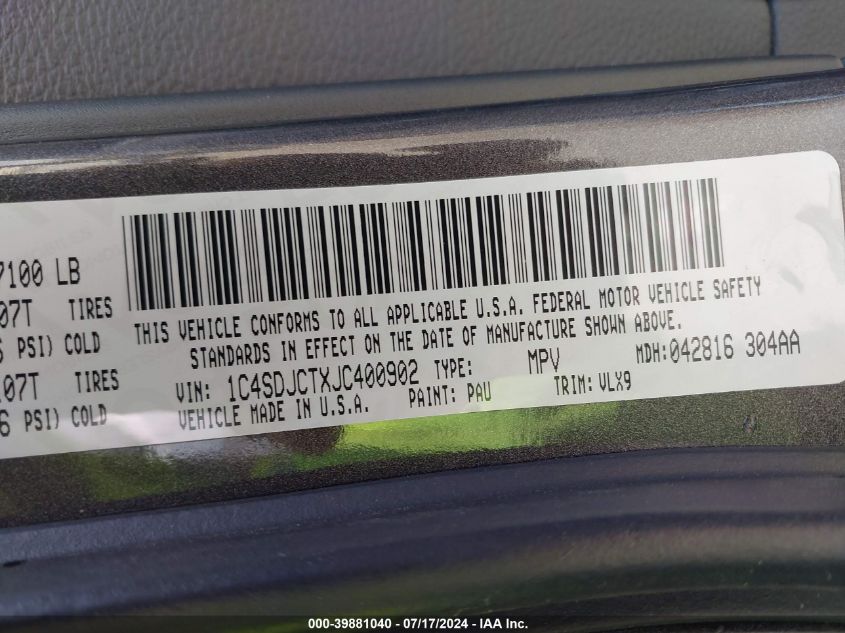 7100 LB
07T TIRES
PSI) COLD
107T TIRES
6 PSI) COLD
THIS VEHICLE CONFORMS TO ALL APPLICABLE U.S.A. FEDERAL MOTOR VEHICLE SAFETY
STANDARDS IN EFFECT ON THE DATE OF MANUFACTURE SHOWN ABOVE.
VIN: 1C4SDJCTXJC400902 TYPE: MPV MDH:042816 304AA
VEHICLE MADE IN U.S.A. PAINT: PAU TRIM: VLX9
000-39881040 / 07/17/2024 - IAA Inc.